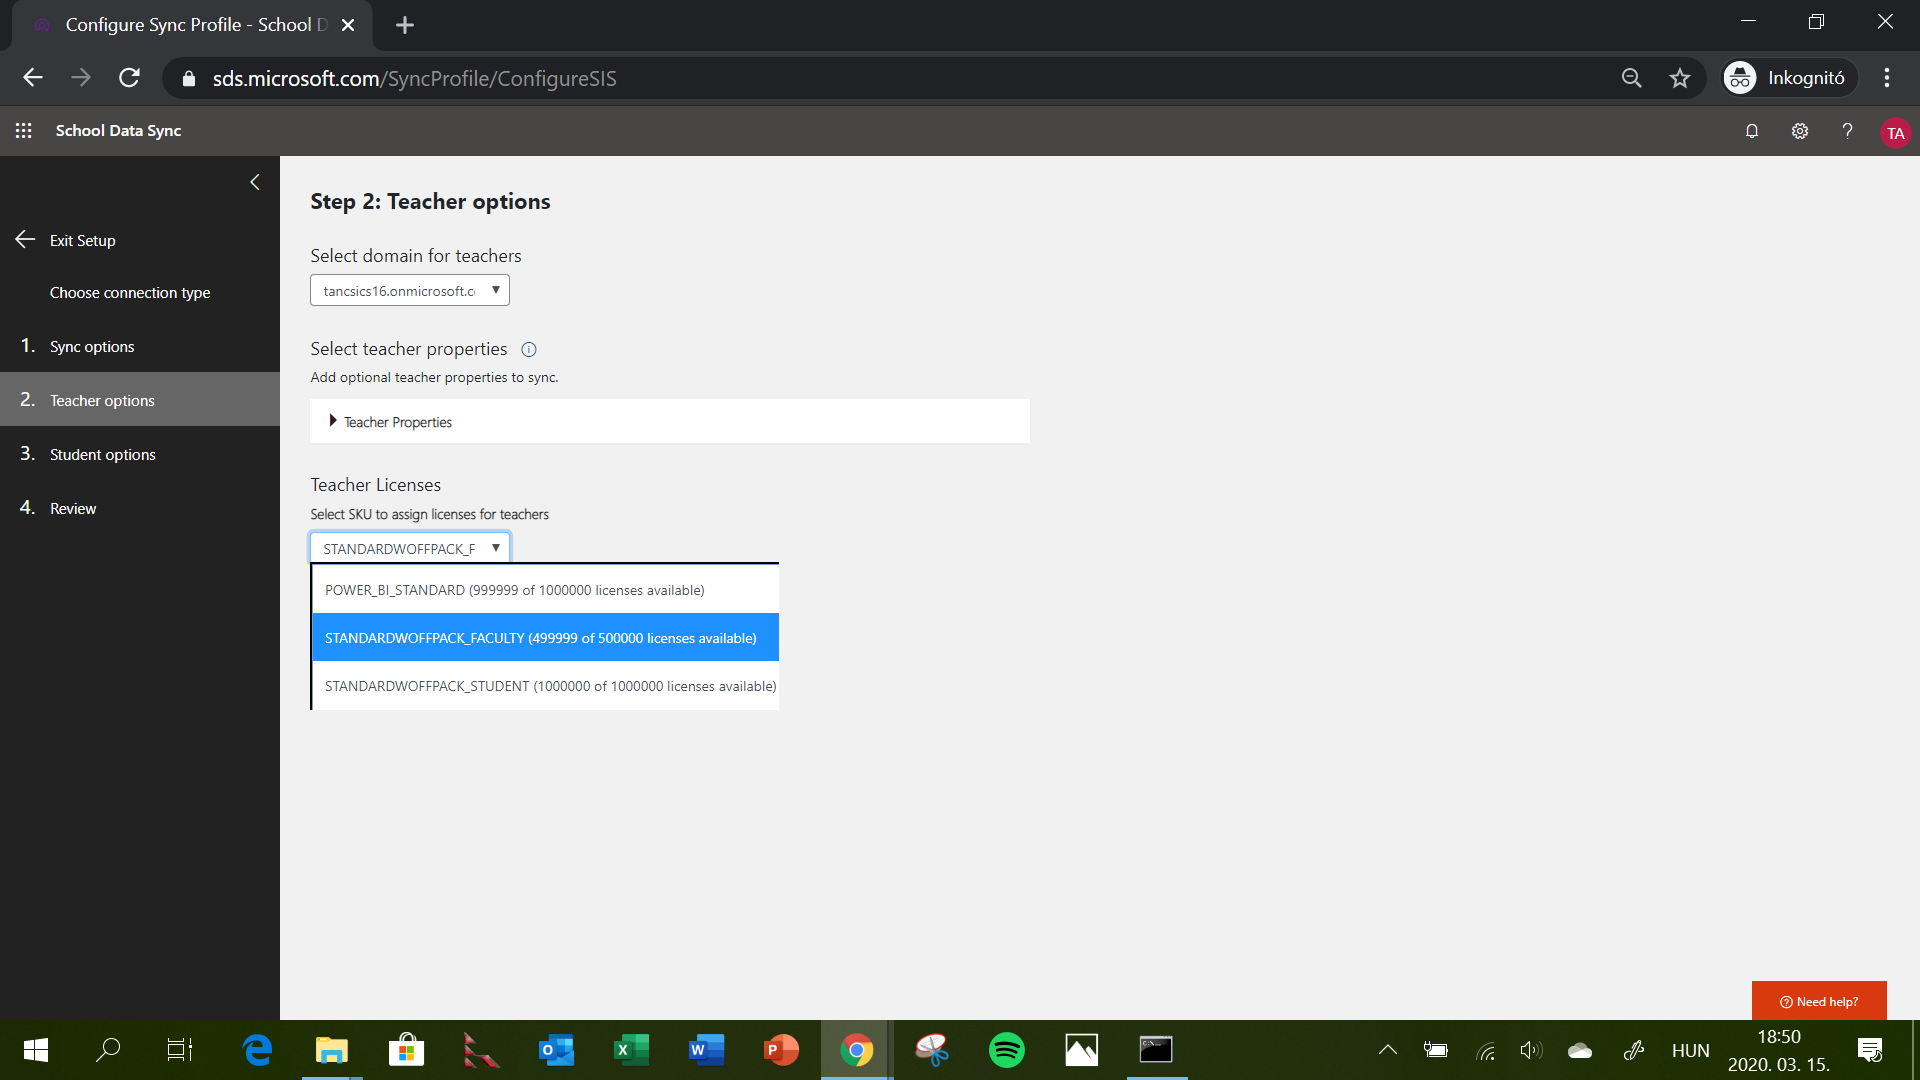 Configure Sync Profile - School D
sds.microsoft.com/SyncProfile/ConfigureSIS
Inkognitó
School Data Sync
?
TA
Exit Setup
Choose connection type
1. Sync options
2. Teacher options
3. Student options
4. Review
Step 2: Teacher options
Select domain for teachers
tancsics16.onmicrosoft.c
Select teacher properties
Add optional teacher properties to sync.
Teacher Properties
Teacher Licenses
Select SKU to assign licenses for teachers
STANDARDWOFFPACK_F
POWER_BI_STANDARD (999999 of 1000000 licenses available)
STANDARDWOFFPACK_FACULTY (499999 of 500000 licenses available)
STANDARDWOFFPACK_STUDENT (1000000 of 1000000 licenses available)
Need help?
HUN
18:50
2020. 03. 15.